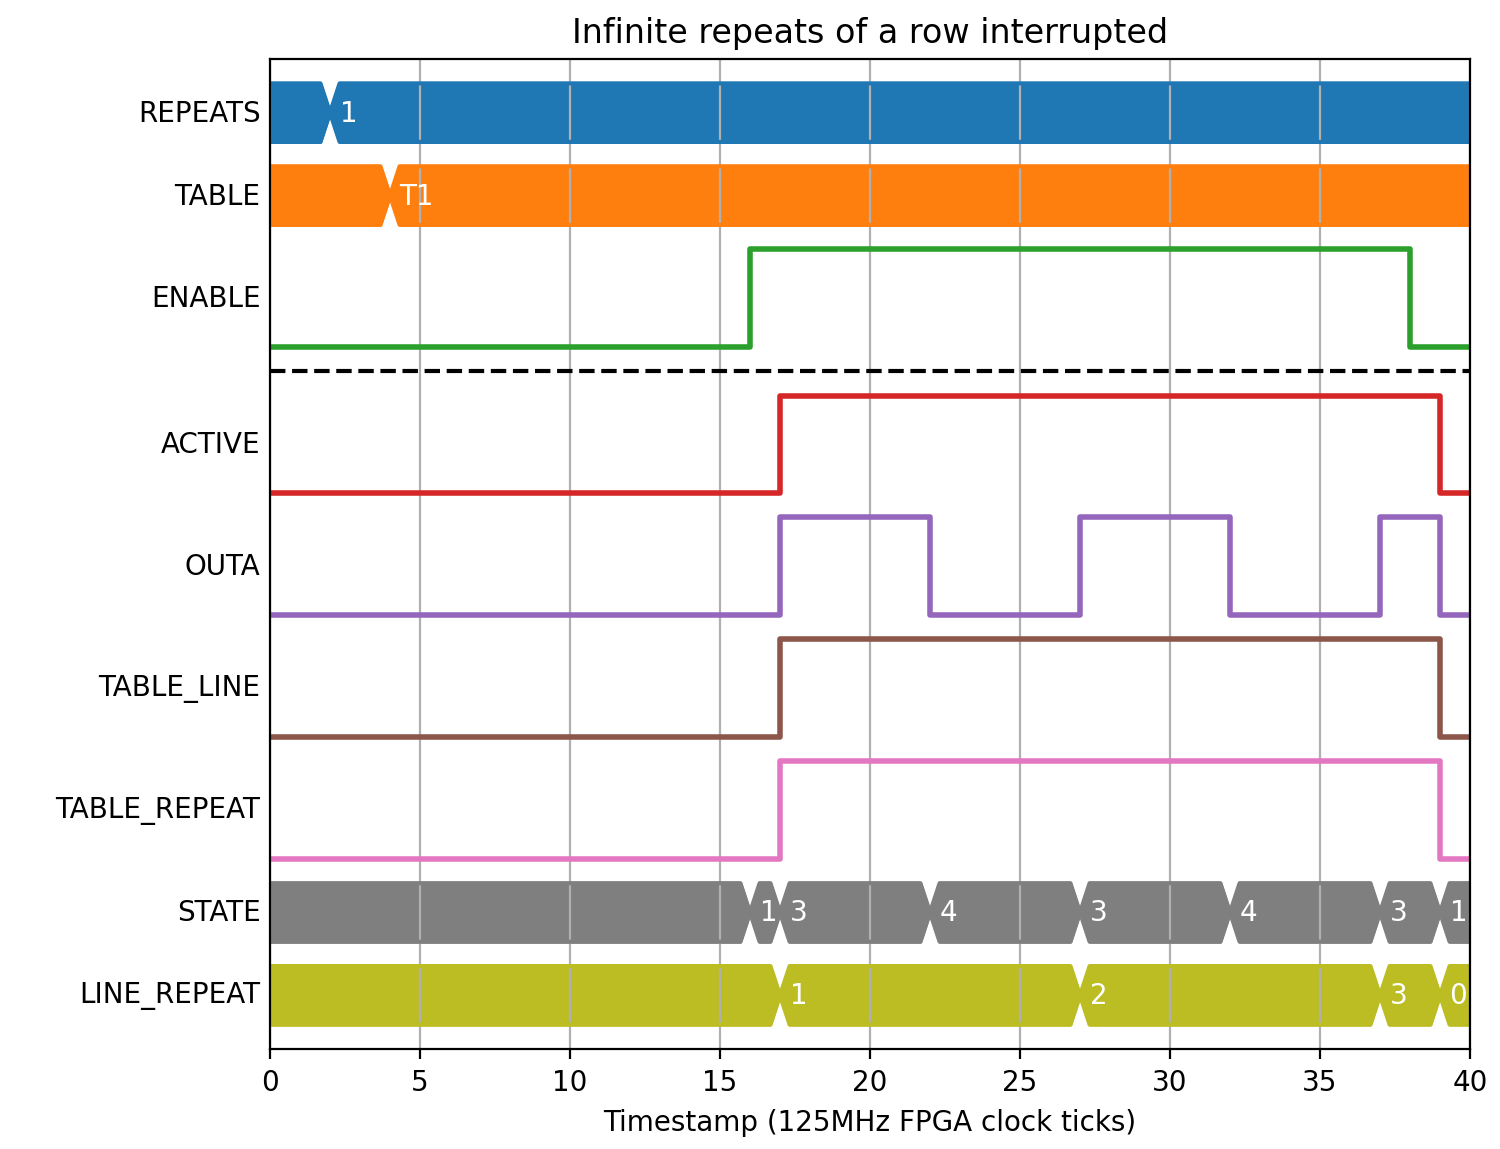 Infinite repeats of a row interrupted
REPEATS 1
TABLE T1
ENABLE
ACTIVE
OUTA
TABLE_LINE
TABLE_REPEAT
STATE 1 3 4 3 4 3 1
LINE_REPEAT 1 2 3 0
0 5 10 15 20 25 30 35 40
Timestamp (125MHz FPGA clock ticks)